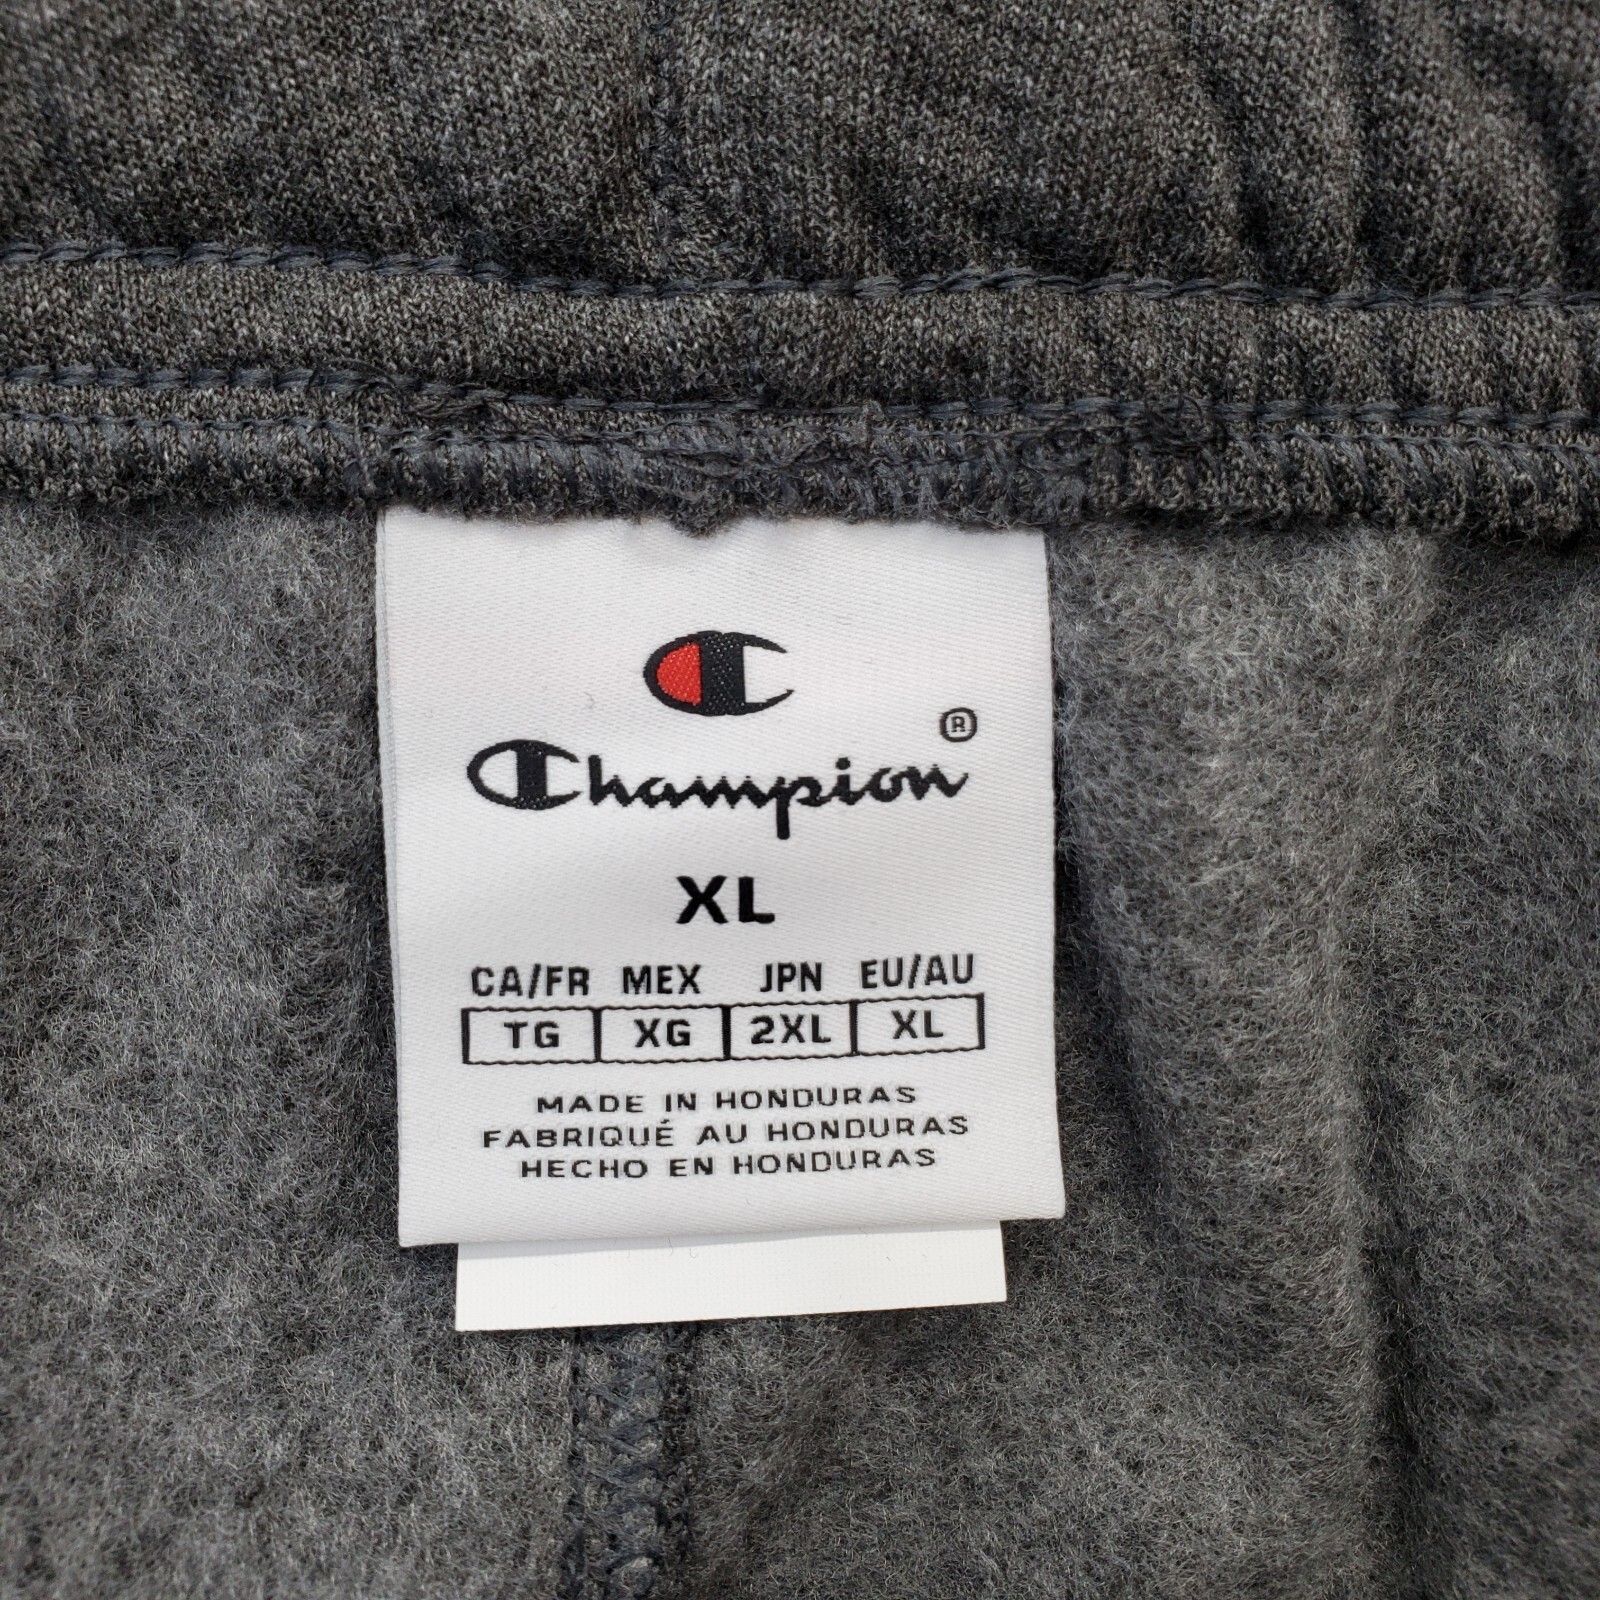 Champion®
XL
CA/FR MEX JPN EU/AU
TG XG 2XL XL
MADE IN HONDURAS
FABRIQUÉ AU HONDURAS
HECHO EN HONDURAS